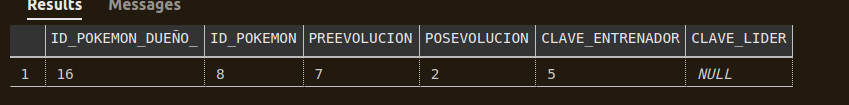 Results Messages
ID_POKEMON_DUEÑO_ ID_POKEMON PREEVOLUCION POSEVOLUCION CLAVE_ENTRENADOR CLAVE_LIDER
1 16 8 7 2 5 NULL